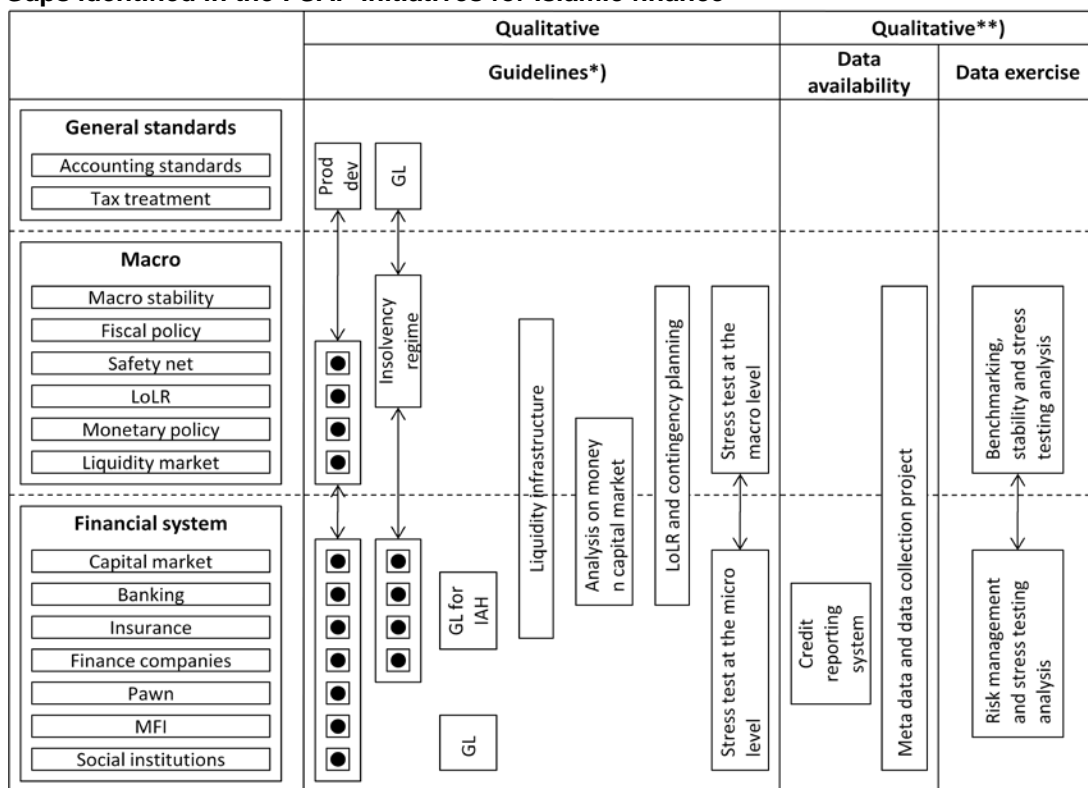 Gaps identified in the FSAP initiatives for Islamic finance
Qualitative
Qualitative**)
Guidelines*)
Data
availability
Data exercise
General standards
Accounting standards
Tax treatment
Prod
dev
GL
Macro
Macro stability
Fiscal policy
Safety net
LoLR
Monetary policy
Liquidity market
Insolvency
regime
Liquidity infrastructure
Analysis on money
n capital market
LoLR and contingency planning
Stress test at the
macro level
Meta data and data collection project
Benchmarking,
stability and stress
testing analysis
Financial system
Capital market
Banking
Insurance
Finance companies
Pawn
MFI
Social institutions
GL for
IAH
GL
Stress test at the micro
level
Credit
reporting
system
Risk management
and stress testing
analysis